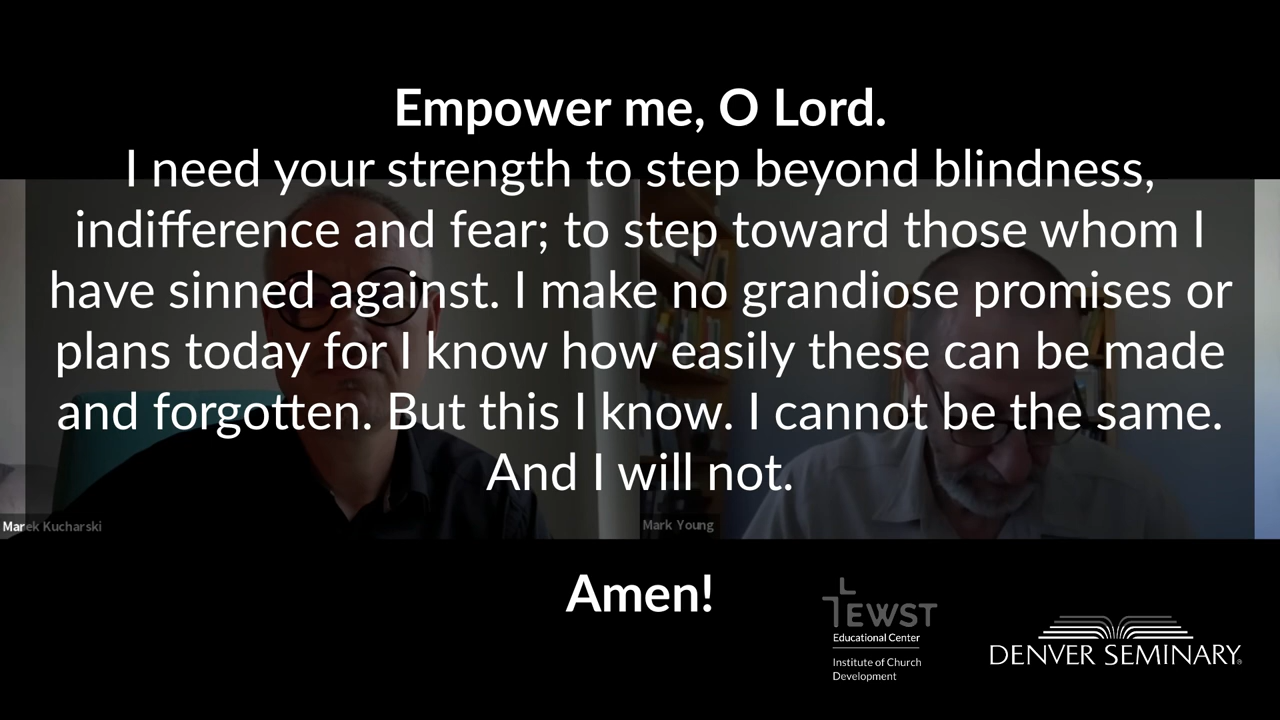 Empower me, O Lord.
I need your strength to step beyond blindness,
indifference and fear; to step toward those whom I
have sinned against. I make no grandiose promises or
plans today for I know how easily these can be made
and forgotten. But this I know. I cannot be the same.
And I will not.
Marek Kucharski
Mark Young
Amen!
EWST
Educational Center
Institute of Church
Development
DENVER SEMINARY®